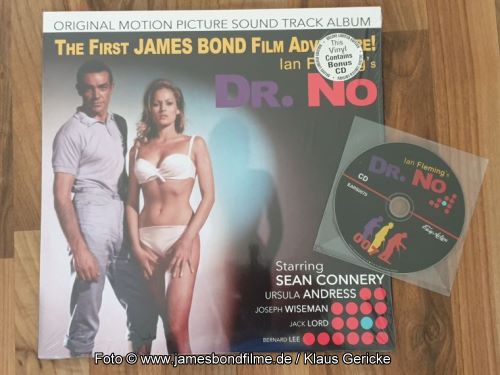 ORIGINAL MOTION PICTURE SOUND TRACK ALBUM
THE FIRST JAMES BOND FILM ADV E!
Ian Fleming's
DR. NO
This
Vinyl
Contains
Bonus
CD
Ian Fleming's
DR. NO
CD
007
Starring
SEAN CONNERY
URSULA ANDRESS
JOSEPH WISEMAN
JACK LORD
BERNARD LEE
Foto © www.jamesbondfilme.de / Klaus Gericke